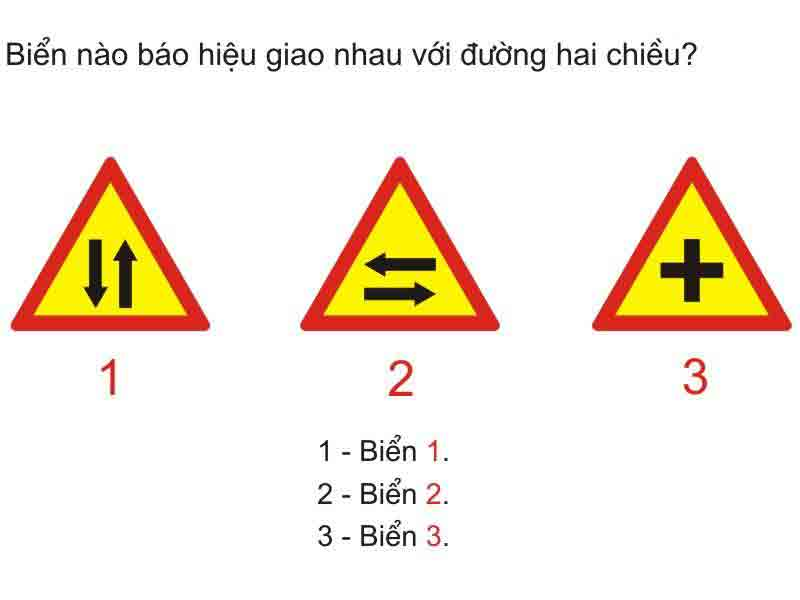 Biển nào báo hiệu giao nhau với đường hai chiều?
1 2 3
1 - Biển 1.
2 - Biển 2.
3 - Biển 3.